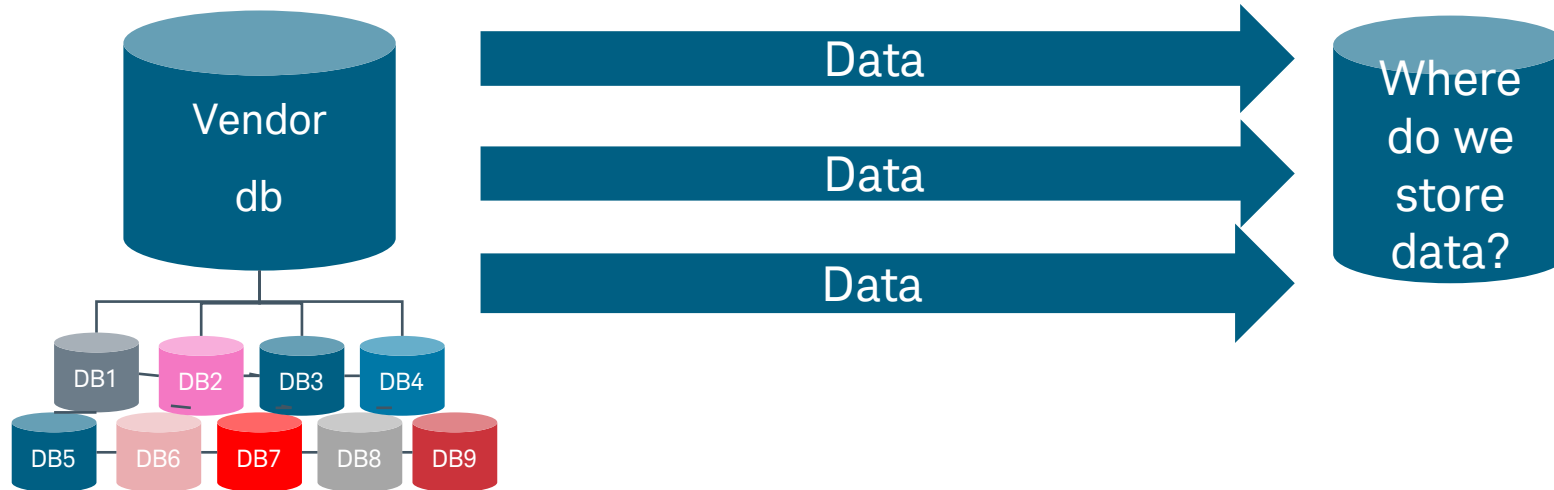 Vendor
db
Data
Data
Data
Where
do we
store
data?
DB1
DB2
DB3
DB4
DB5
DB6
DB7
DB8
DB9